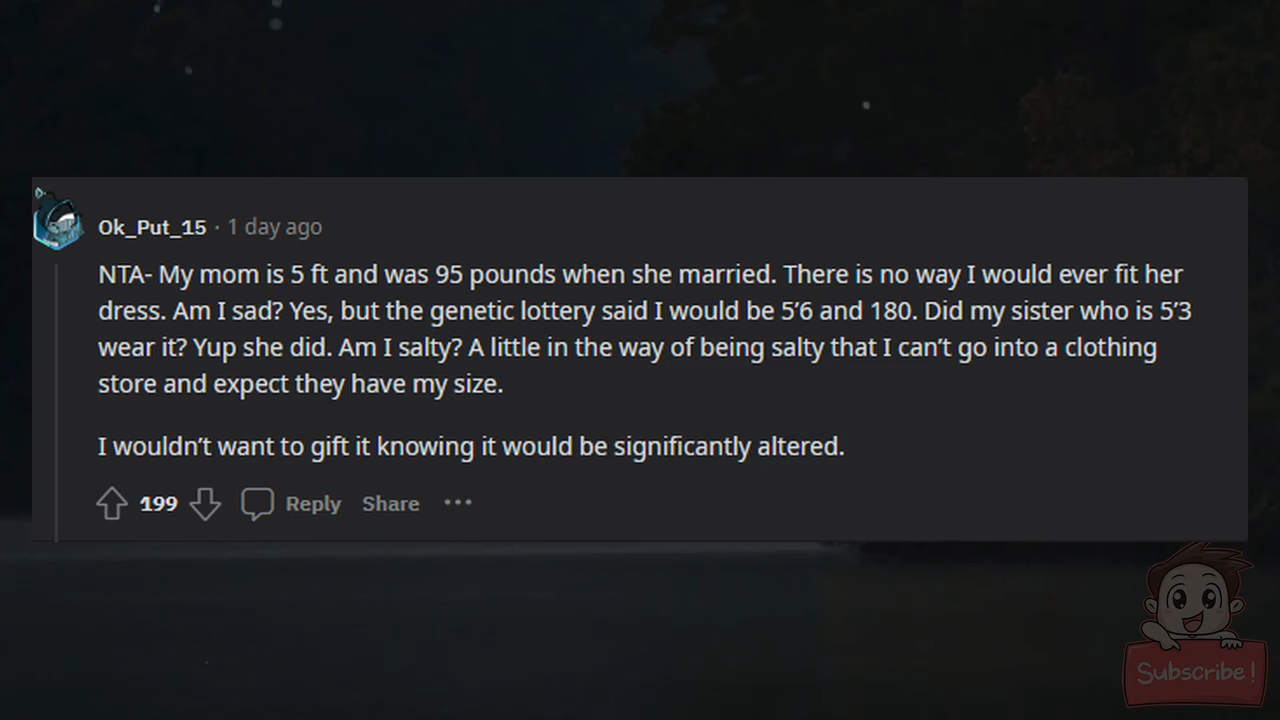 Ok_Put_15 · 1 day ago
NTA- My mom is 5 ft and was 95 pounds when she married. There is no way I would ever fit her
dress. Am I sad? Yes, but the genetic lottery said I would be 5’6 and 180. Did my sister who is 5’3
wear it? Yup she did. Am I salty? A little in the way of being salty that I can’t go into a clothing
store and expect they have my size.
I wouldn’t want to gift it knowing it would be significantly altered.
199 Reply Share ···
Subscribe!